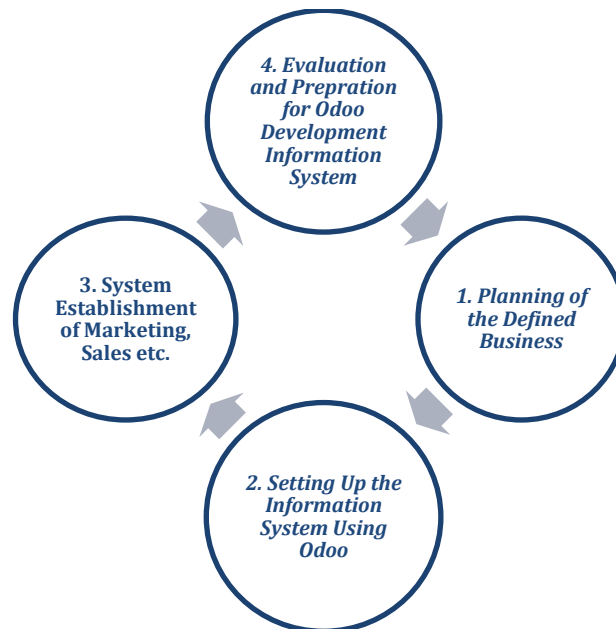 4. Evaluation
and Prepration
for Odoo
Development
Information
System
3. System
Establishment
of Marketing,
Sales etc.
1. Planning of
the Defined
Business
2. Setting Up the
Information
System Using
Odoo